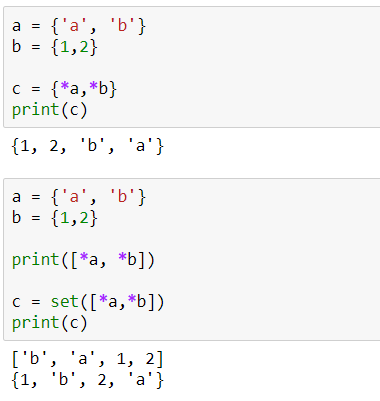 a = {'a', 'b'}
b = {1,2}
c = {*a,*b}
print(c)
{1, 2, 'b', 'a'}
a = {'a', 'b'}
b = {1,2}
print([*a, *b])
c = set([*a,*b])
print(c)
['b', 'a', 1, 2]
{1, 'b', 2, 'a'}